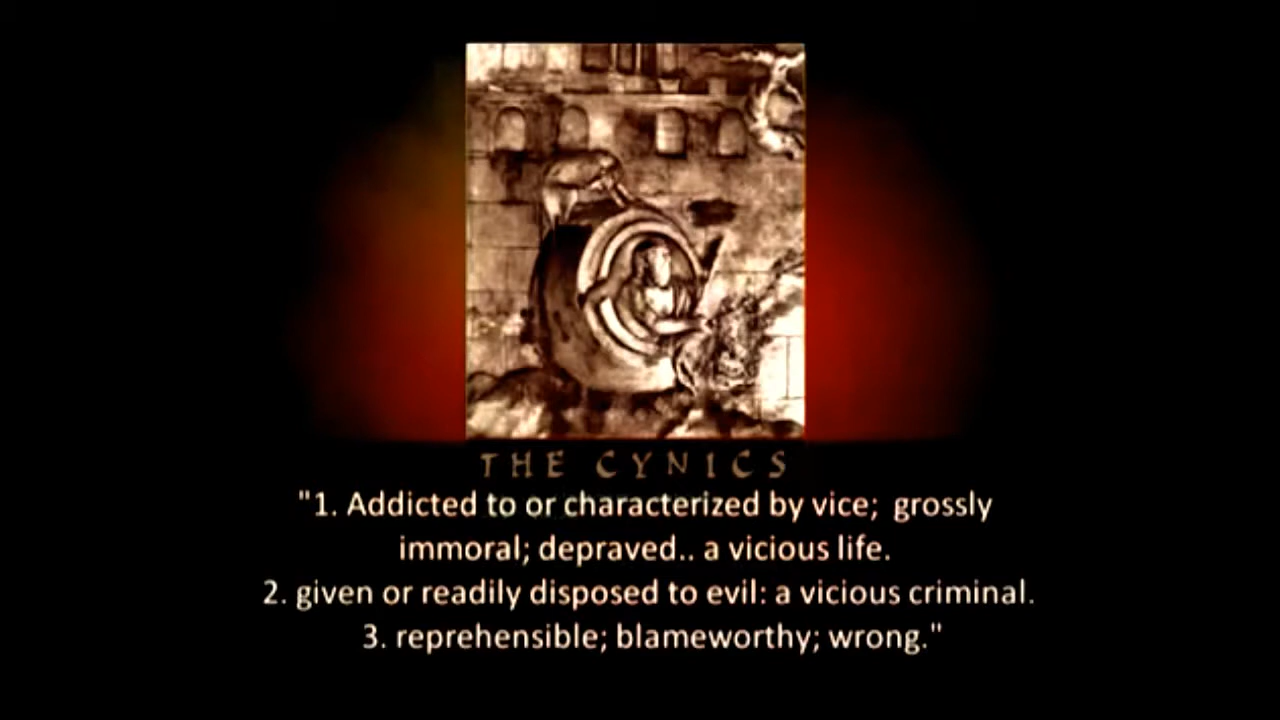 THE CYNICS
"1. Addicted to or characterized by vice;  grossly
immoral; depraved.. a vicious life.
2. given or readily disposed to evil: a vicious criminal.
3. reprehensible; blameworthy; wrong."